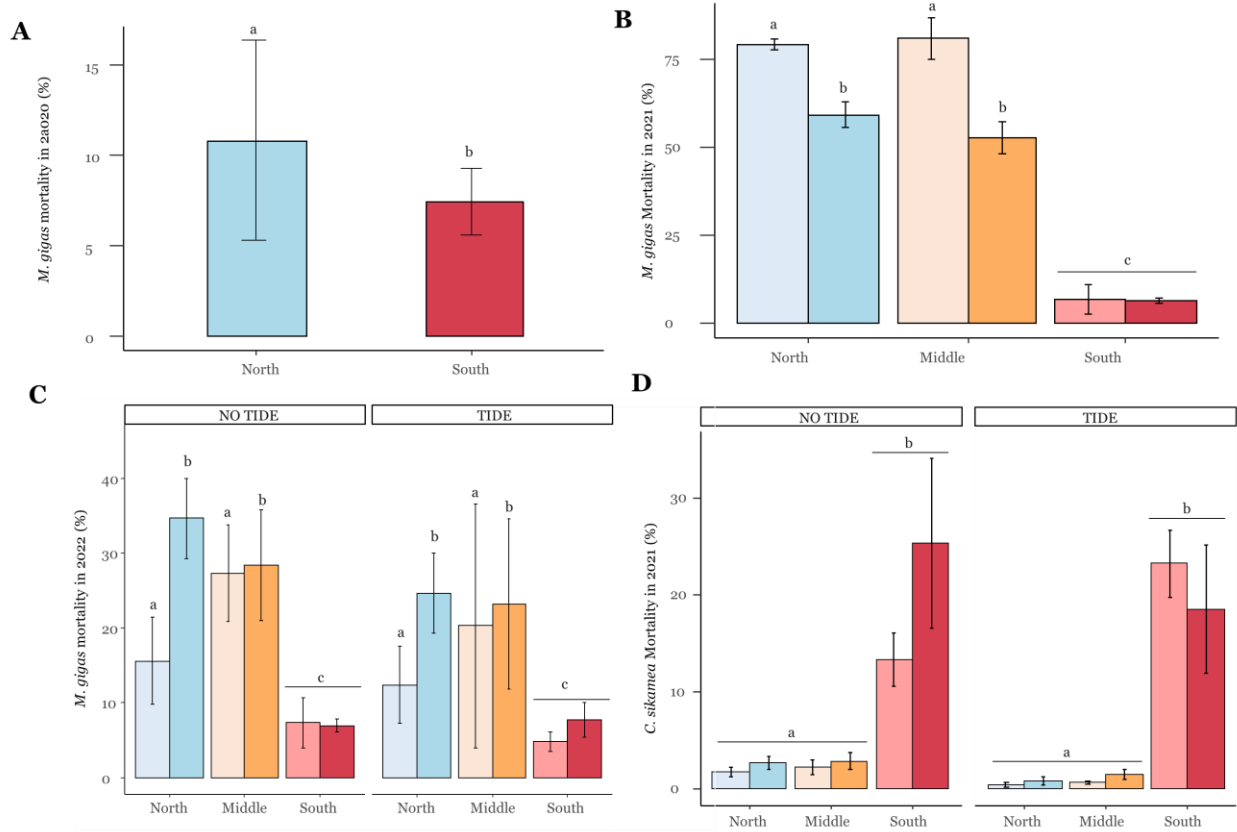 A
M. gigas mortality in 2a020 (%)
15
10
5
0
a
b
North
South
B
M. gigas Mortality in 2021 (%)
75
50
25
0
a
b
a
b
c
North
Middle
South
C
M. gigas mortality in 2022 (%)
NO TIDE
TIDE
40
30
20
10
0
a
b
a
b
c
a
b
a
b
c
North
Middle
South
North
Middle
South
D
C. sikamea Mortality in 2021 (%)
NO TIDE
TIDE
30
20
10
0
a
b
a
b
North
Middle
South
North
Middle
South